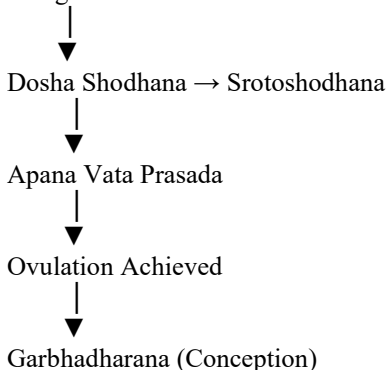 Dosha Shodhana → Srotoshodhana
Apana Vata Prasada
Ovulation Achieved
Garbhadharana (Conception)